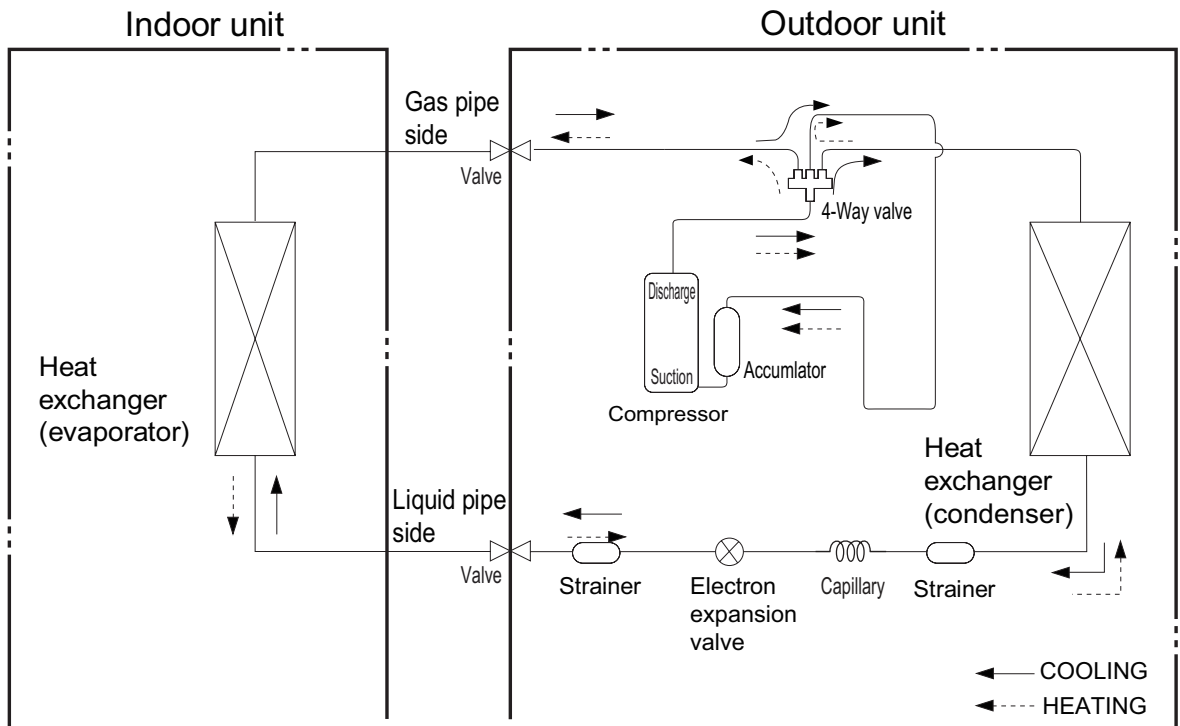 Indoor unit
Outdoor unit
Gas pipe
side
Valve
4-Way valve
Discharge
Suction
Accumlator
Compressor
Heat
exchanger
(evaporator)
Heat
exchanger
(condenser)
Liquid pipe
side
Valve
Strainer
Electron
expansion
valve
Capillary
Strainer
COOLING
HEATING